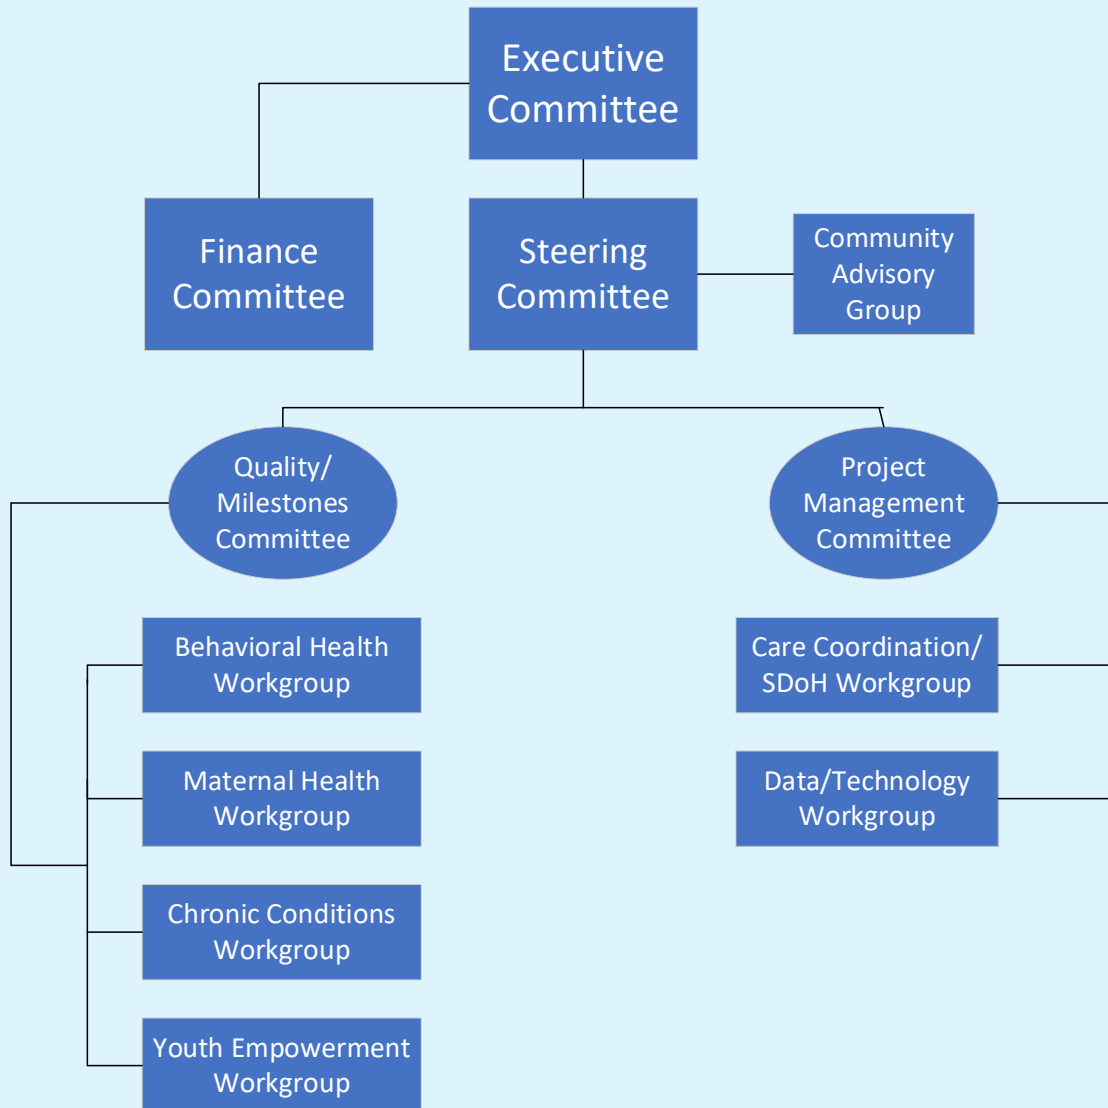 Executive
Committee
Finance
Committee
Steering
Committee
Community
Advisory
Group
Quality/
Milestones
Committee
Project
Management
Committee
Behavioral Health
Workgroup
Care Coordination/
SDoH Workgroup
Maternal Health
Workgroup
Data/Technology
Workgroup
Chronic Conditions
Workgroup
Youth Empowerment
Workgroup